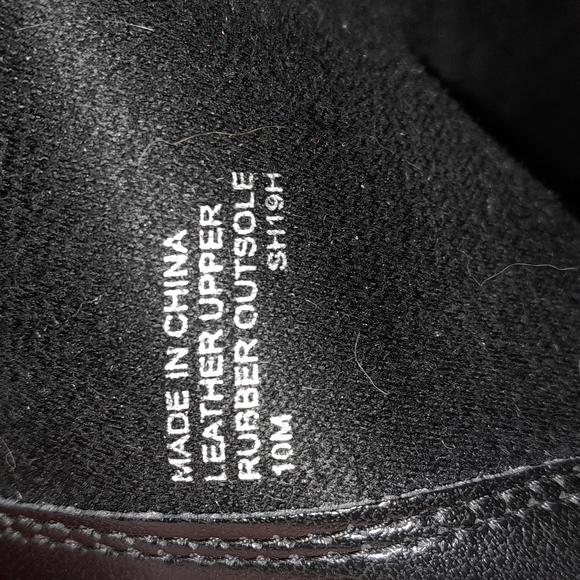 MADE IN CHINA
LEATHER UPPER
RUBBER OUTSOLE
10M SH19H